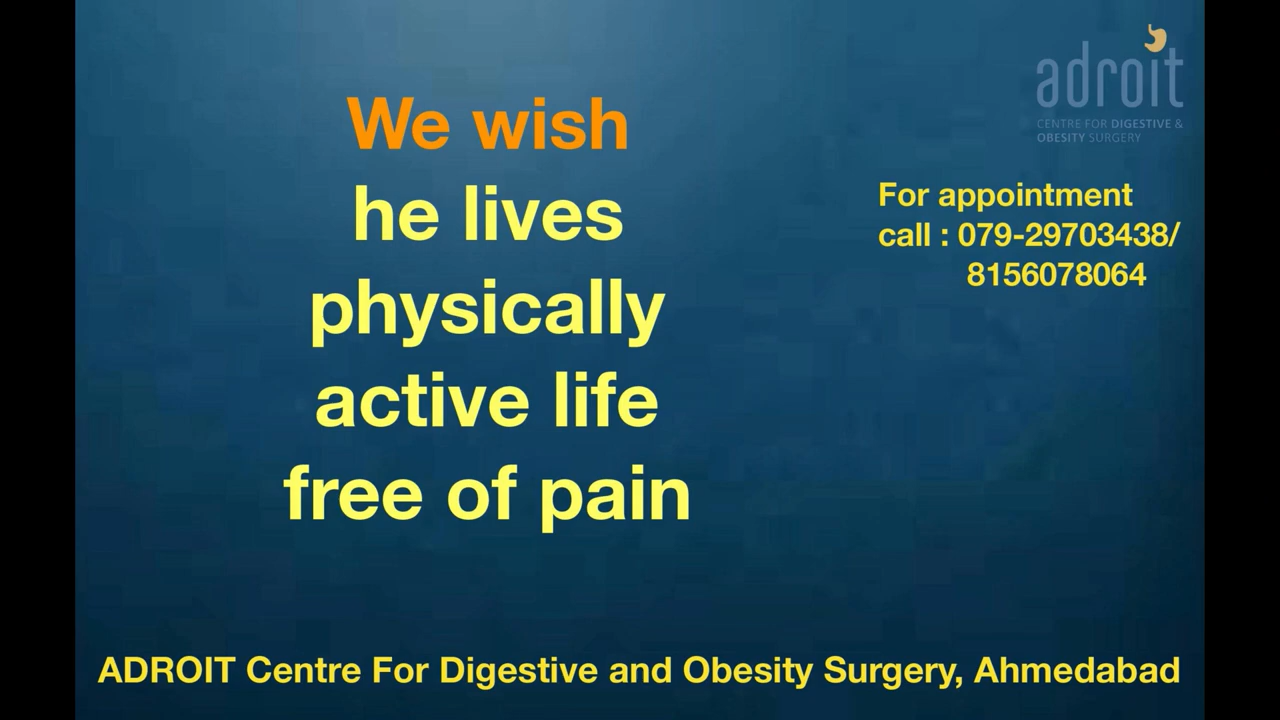 We wish
he lives
physically
active life
free of pain
adroit
CENTRE FOR DIGESTIVE &
OBESITY SURGERY
For appointment
call : 079-29703438/
8156078064
ADROIT Centre For Digestive and Obesity Surgery, Ahmedabad